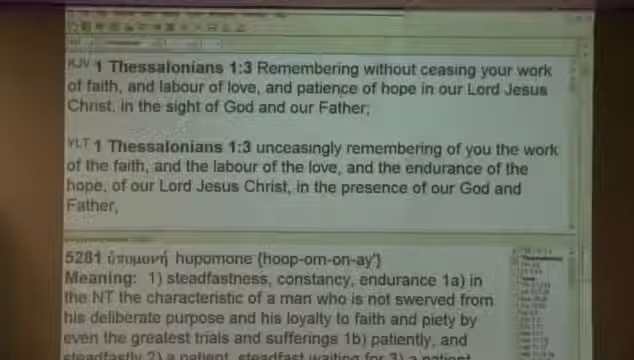 KJV 1 Thessalonians 1:3 Remembering without ceasing your work
of faith, and labour of love, and patience of hope in our Lord Jesus
Christ, in the sight of God and our Father;
YLT 1 Thessalonians 1:3 unceasingly remembering of you the work
of the faith, and the labour of the love, and the endurance of the
hope, of our Lord Jesus Christ, in the presence of our God and
Father,
5281 ὑπομονή hupomone {hoop-om-on-ay'}
Meaning: 1) steadfastness, constancy, endurance 1a) in
the NT the characteristic of a man who is not swerved from
his deliberate purpose and his loyalty to faith and piety by
even the greatest trials and sufferings 1b) patiently, and
steadfastly 2) a patient, steadfast waiting for 3) a patient